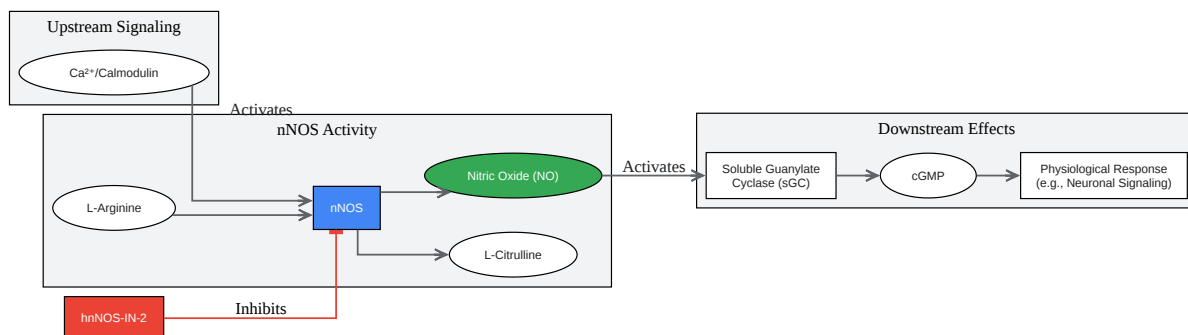 Upstream Signaling
Ca²⁺/Calmodulin
Activates
nNOS Activity
L-Arginine
nNOS
Nitric Oxide (NO)
L-Citrulline
hnNOS-IN-2
Inhibits
Activates
Downstream Effects
Soluble Guanylate
Cyclase (sGC)
cGMP
Physiological Response
(e.g., Neuronal Signaling)